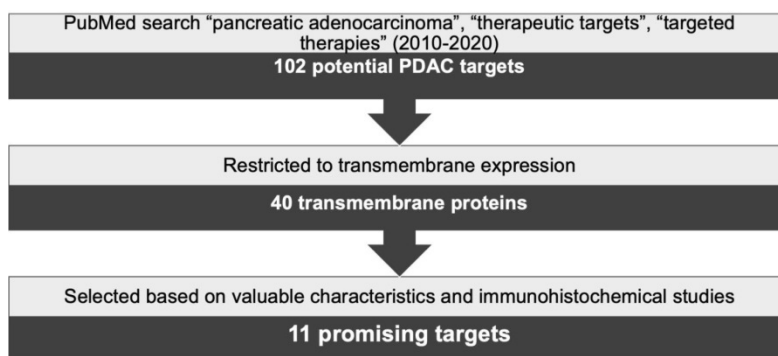 PubMed search “pancreatic adenocarcinoma”, “therapeutic targets”, “targeted
therapies” (2010-2020)
102 potential PDAC targets
Restricted to transmembrane expression
40 transmembrane proteins
Selected based on valuable characteristics and immunohistochemical studies
11 promising targets